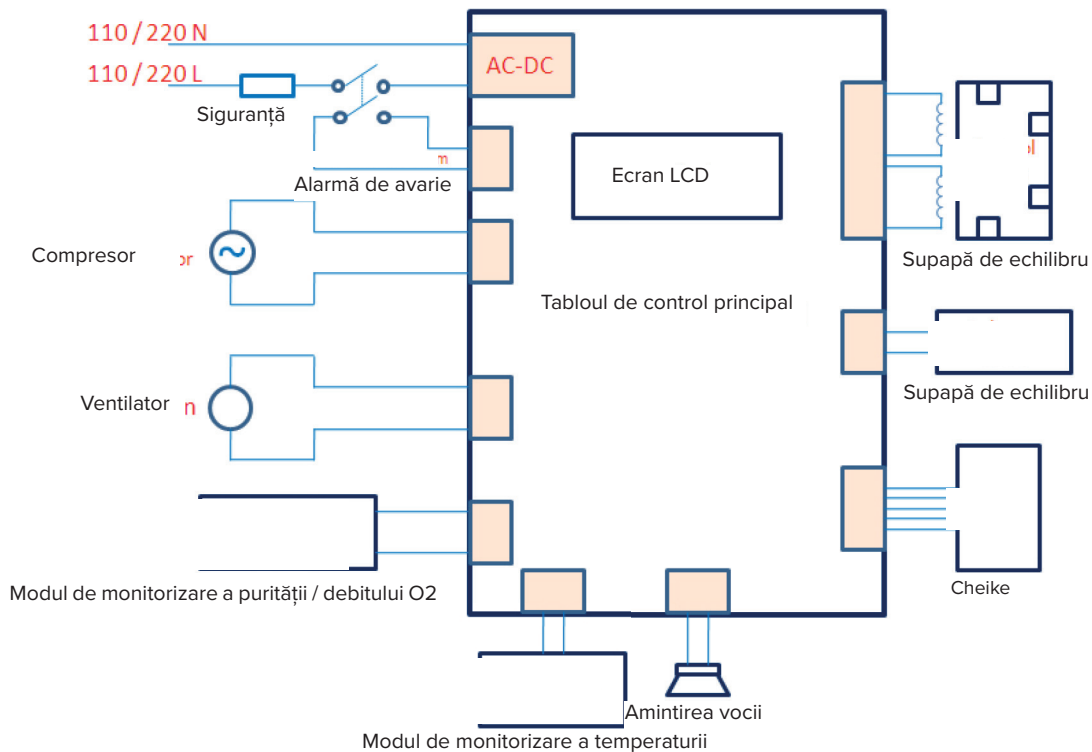 110 / 220 N
110 / 220 L
AC-DC
Siguranță
Alarmă de avarie
Ecran LCD
Supapă de echilibru
Compresor
or
Tabloul de control principal
Supapă de echilibru
Ventilator
n
Cheike
Modul de monitorizare a purității / debitului O2
Amintirea vocii
Modul de monitorizare a temperaturii